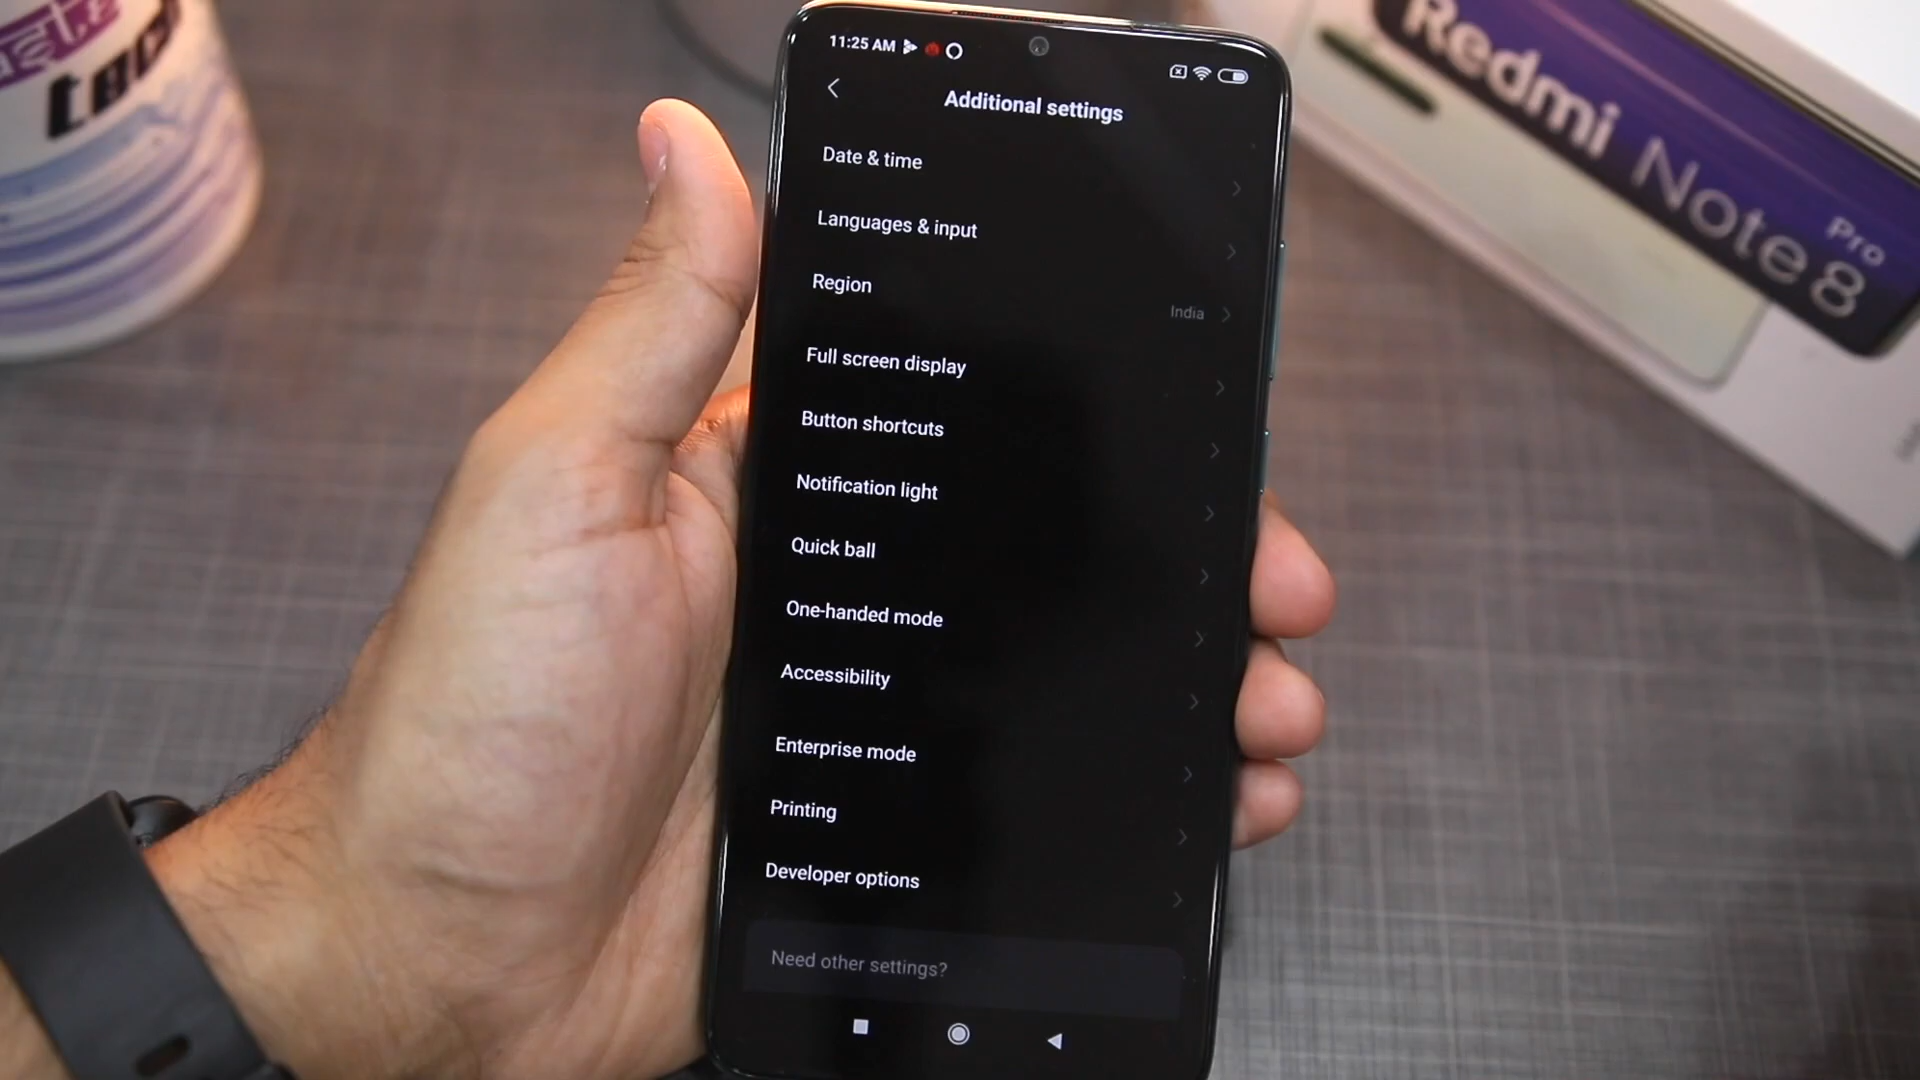 11:25 AM
Additional settings
Date & time
Languages & input
Region
India
Full screen display
Button shortcuts
Notification light
Quick ball
One-handed mode
Accessibility
Enterprise mode
Printing
Developer options
Need other settings?
Redmi Note 8 Pro